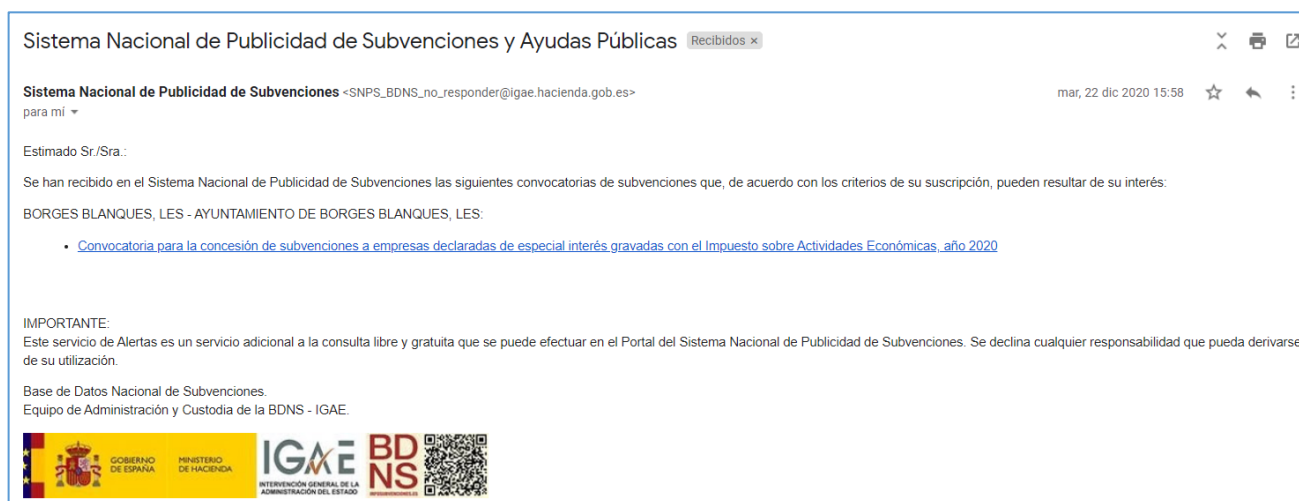 Sistema Nacional de Publicidad de Subvenciones y Ayudas Públicas Recibidos ×
Sistema Nacional de Publicidad de Subvenciones <SNPS_BDNS_no_responder@igae.hacienda.gob.es> mar, 22 dic 2020 15:58
para mí
Estimado Sr./Sra.:
Se han recibido en el Sistema Nacional de Publicidad de Subvenciones las siguientes convocatorias de subvenciones que, de acuerdo con los criterios de su suscripción, pueden resultar de su interés:
BORGES BLANQUES, LES - AYUNTAMIENTO DE BORGES BLANQUES, LES:
• Convocatoria para la concesión de subvenciones a empresas declaradas de especial interés gravadas con el Impuesto sobre Actividades Económicas, año 2020
IMPORTANTE:
Este servicio de Alertas es un servicio adicional a la consulta libre y gratuita que se puede efectuar en el Portal del Sistema Nacional de Publicidad de Subvenciones. Se declina cualquier responsabilidad que pueda derivarse
de su utilización.
Base de Datos Nacional de Subvenciones.
Equipo de Administración y Custodia de la BDNS - IGAE.
GOBIERNO
DE ESPAÑA
MINISTERIO
DE HACIENDA
IGAE
INTERVENCIÓN GENERAL DE LA
ADMINISTRACIÓN DEL ESTADO
BD
NS
INFOSUBVENCIONES.ES